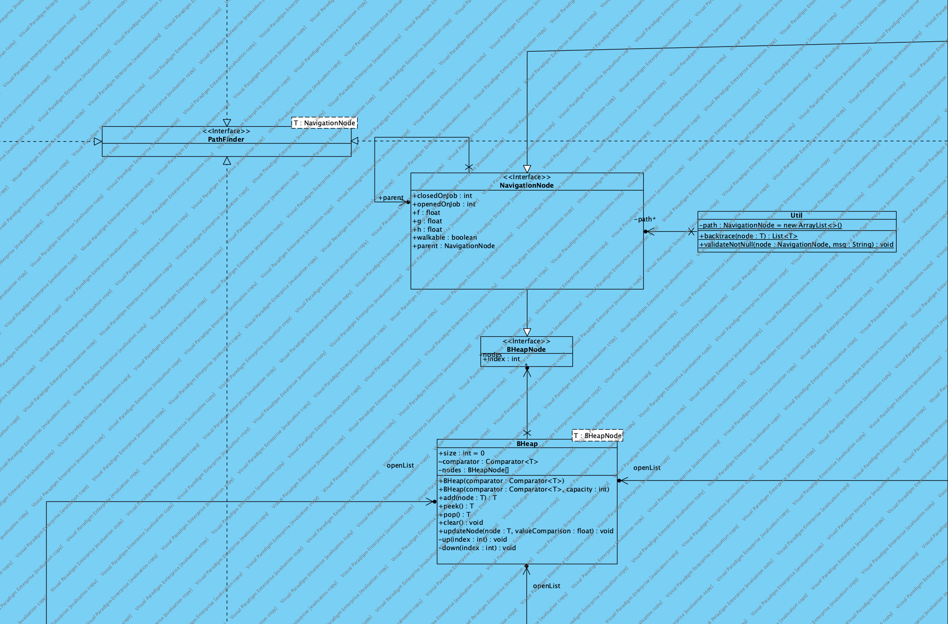 <<Interface>>
PathFinder
T : NavigationNode
<<Interface>>
NavigationNode
+closedOnJob : int
+openedOnJob : int
+f : float
+g : float
+h : float
+walkable : boolean
+parent : NavigationNode
+parent
-path*
Util
-path : NavigationNode = new ArrayList<>()
+backtrace(node : T) : List<T>
+validateNotNull(node : NavigationNode, msg : String) : void
<<Interface>>
BHeapNode
-nodes
+index : int
T : BHeapNode
BHeap
+size : int = 0
-comparator : Comparator<T>
-nodes : BHeapNode[]
+BHeap(comparator : Comparator<T>)
+BHeap(comparator : Comparator<T>, capacity : int)
+add(node : T) : T
+peek() : T
+pop() : T
+clear() : void
+updateNode(node : T, valueComparison : float) : void
-up(index : int) : void
-down(index : int) : void
openList
openList
openList
Visual Paradigm Enterprise [evaluation copy]